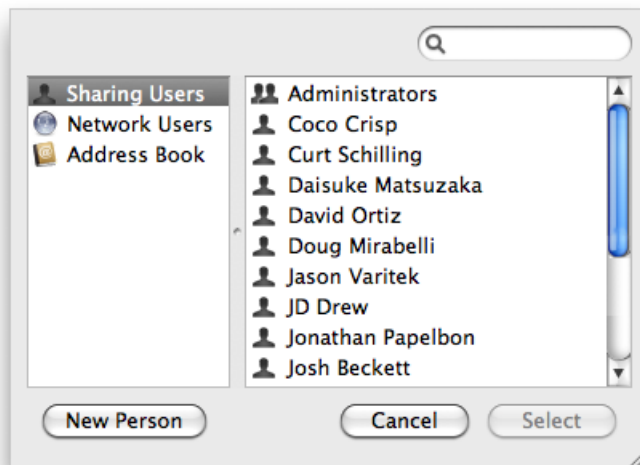 Sharing Users
Network Users
Address Book
Administrators
Coco Crisp
Curt Schilling
Daisuke Matsuzaka
David Ortiz
Doug Mirabelli
Jason Varitek
JD Drew
Jonathan Papelbon
Josh Beckett
New Person
Cancel
Select